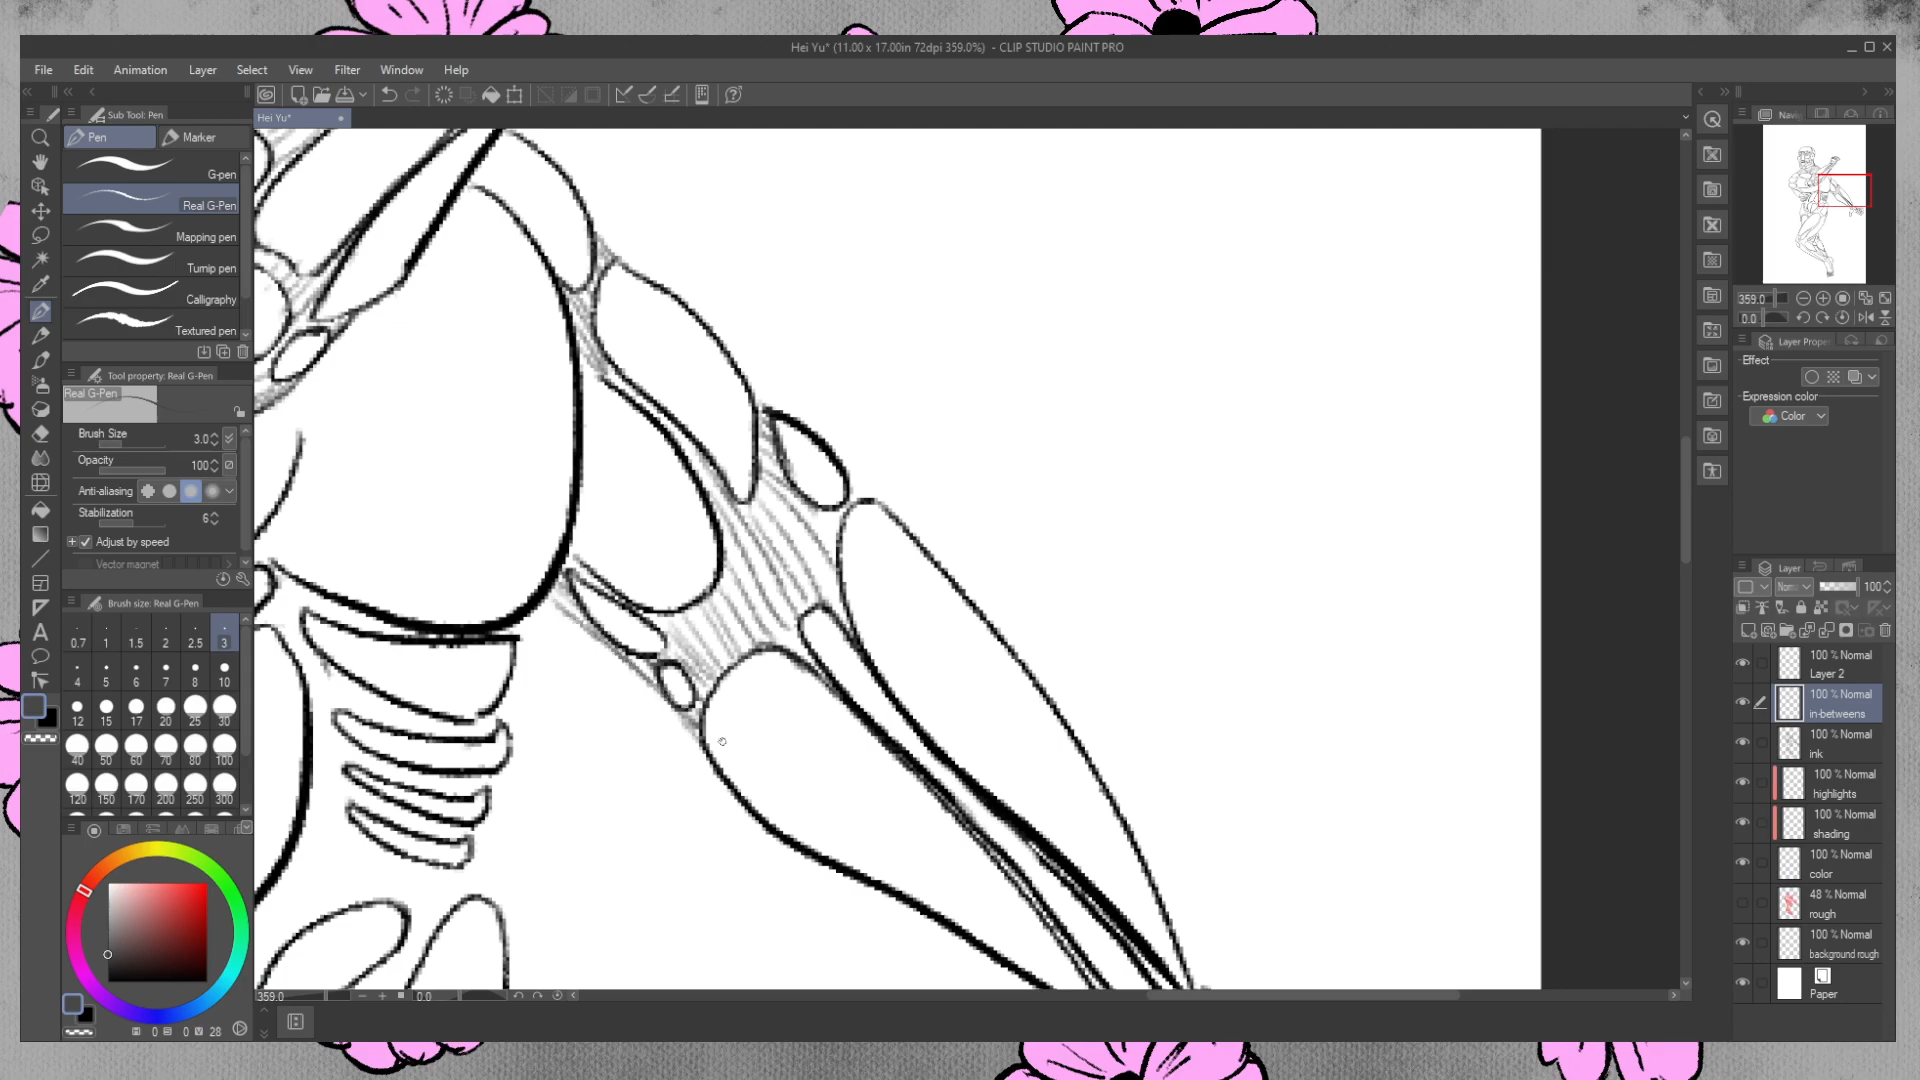 Hei Yu* (11.00 x 17.00in 72dpi 359.0%) - CLIP STUDIO PAINT PRO
File Edit Animation Layer Select View Filter Window Help
Sub Tool: Pen
Hei Yu*
Pen Marker
G-pen
Real G-Pen
Mapping pen
Turnip pen
Calligraphy
Textured pen
Tool property: Real G-Pen
Real G-Pen
Brush Size 3.0
Opacity 100
Anti-aliasing
Stabilization 6
Adjust by speed
Vector magnet
Brush size: Real G-Pen
0.7 1 1.5 2 2.5 3
4 5 6 7 8 10
12 15 17 20 25 30
40 50 60 70 80 100
120 150 170 200 250 300
0 0 28
359.0 0.0
Navi
359.0
0.0
Layer Prope
Effect
Expression color
Color
Layer
Norm 100
100 % Normal
Layer 2
100 % Normal
in-betweens
100 % Normal
ink
100 % Normal
highlights
100 % Normal
shading
100 % Normal
color
48 % Normal
rough
100 % Normal
background rough
Paper